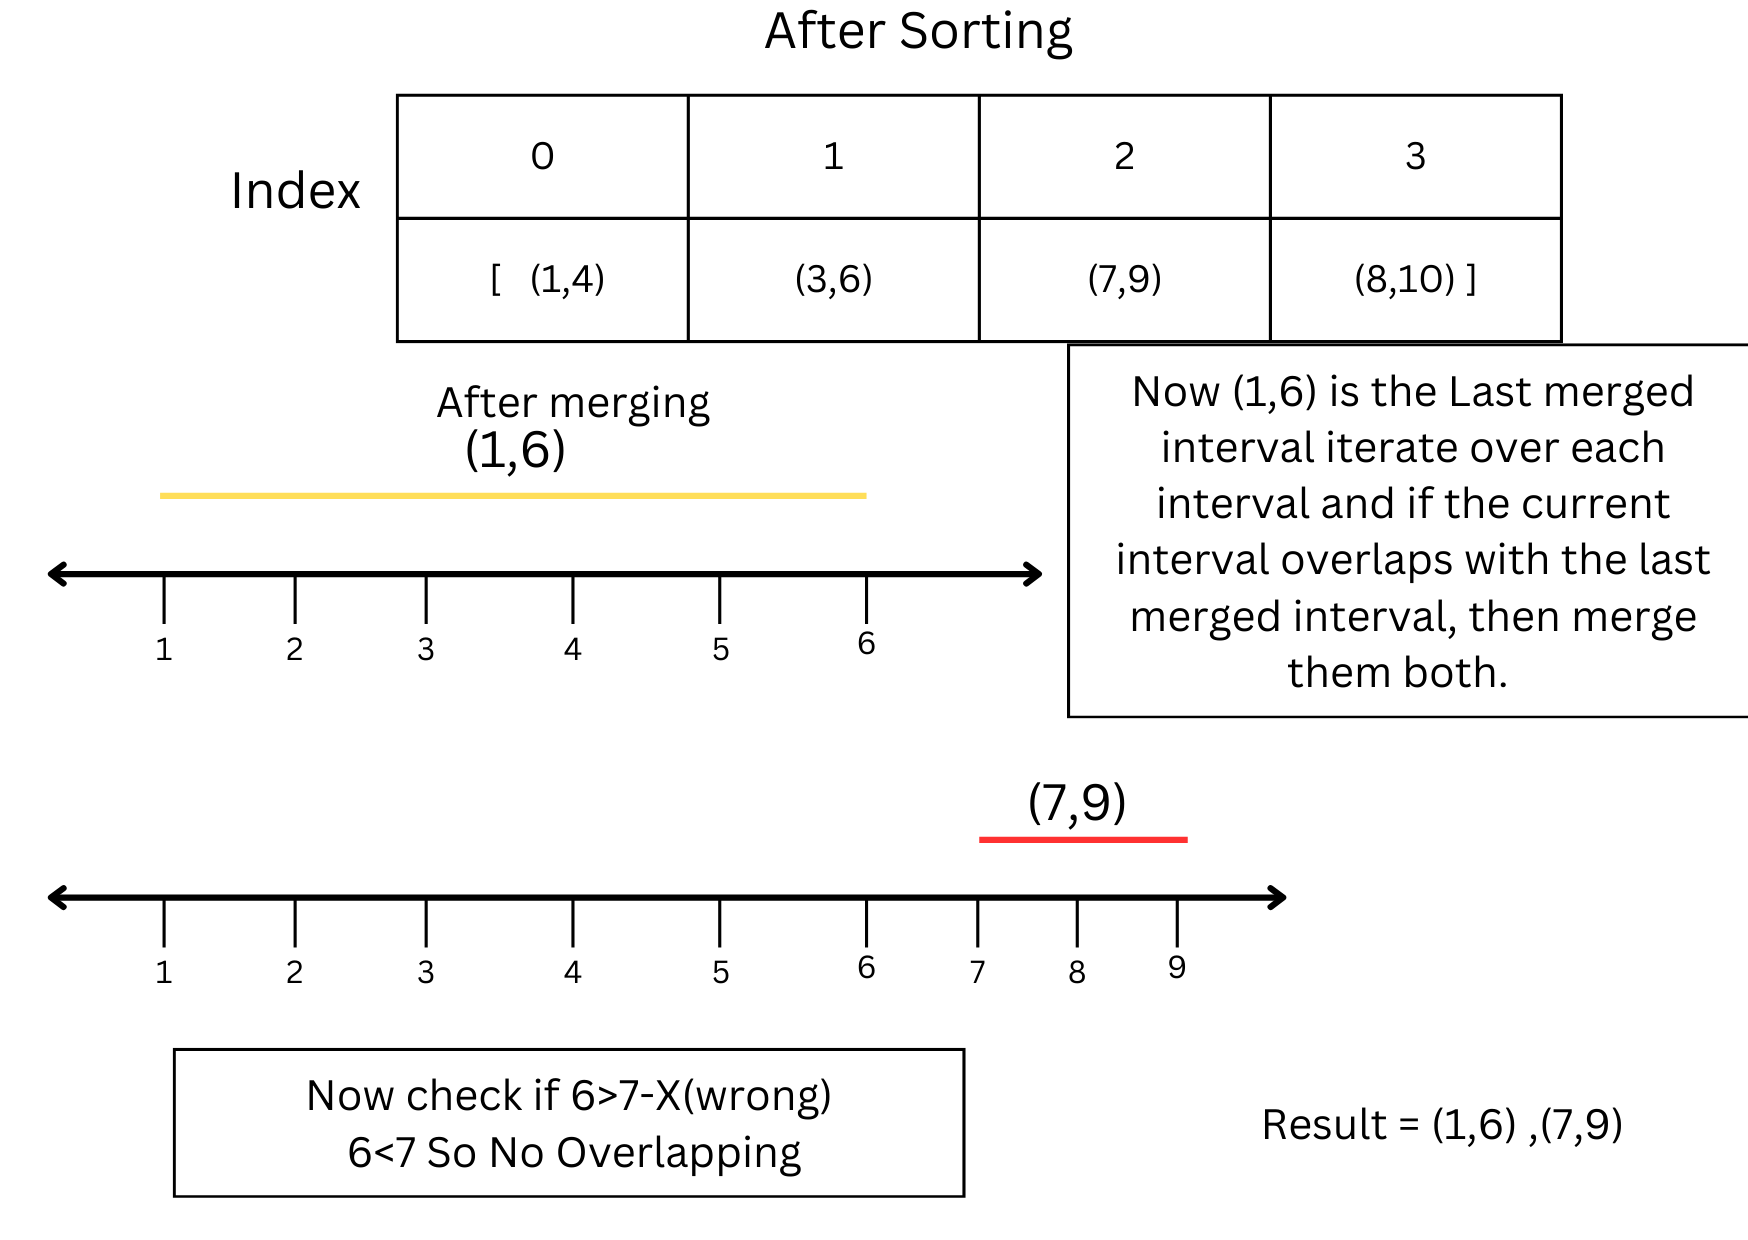 After Sorting
Index
0 1 2 3
[ (1,4) (3,6) (7,9) (8,10) ]
After merging
(1,6)
Now (1,6) is the Last merged
interval iterate over each
interval and if the current
interval overlaps with the last
merged interval, then merge
them both.
1 2 3 4 5 6
(7,9)
1 2 3 4 5 6 7 8 9
Now check if 6>7-X(wrong)
6<7 So No Overlapping
Result = (1,6) ,(7,9)